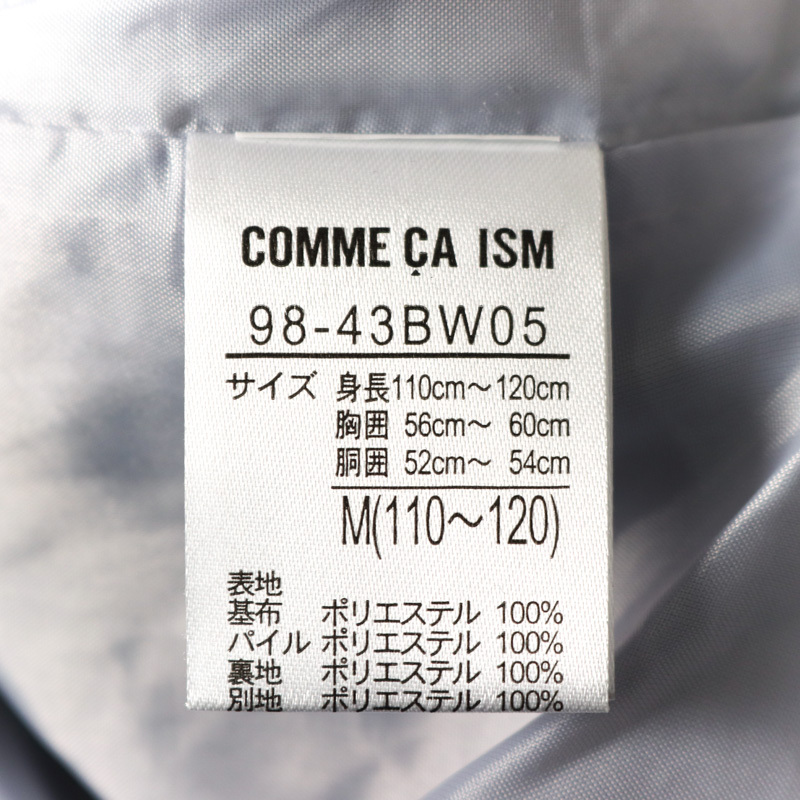 COMME ÇA ISM
98-43BW05
サイズ 身長110cm～120cm
胸囲 56cm～ 60cm
胴囲 52cm～ 54cm
M(110～120)
表地
基布 ポリエステル 100%
パイル ポリエステル 100%
裏地 ポリエステル 100%
別地 ポリエステル 100%